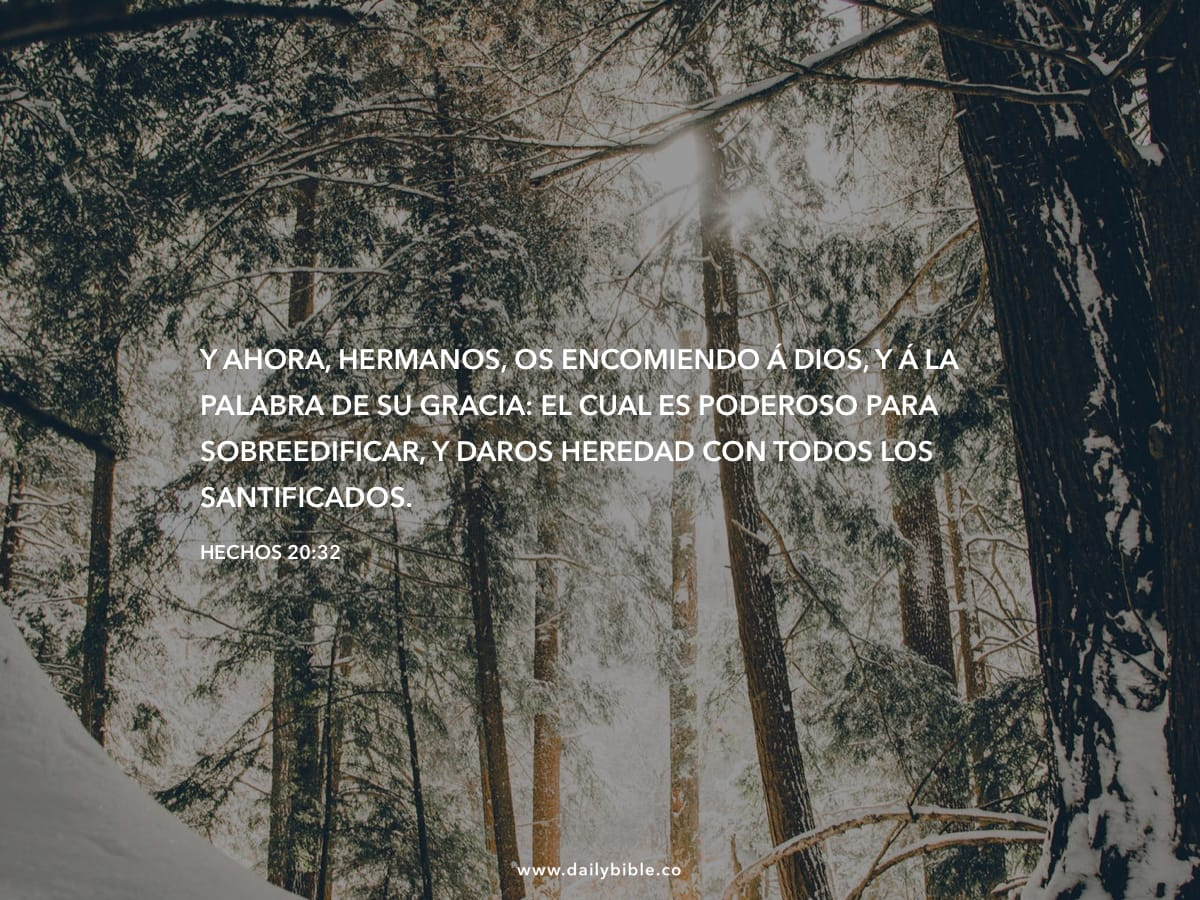 Y AHORA, HERMANOS, OS ENCOMIENDO Á DIOS, Y Á LA
PALABRA DE SU GRACIA: EL CUAL ES PODEROSO PARA
SOBREEDIFICAR, Y DAROS HEREDAD CON TODOS LOS
SANTIFICADOS.
HECHOS 20:32
www.dailybible.co